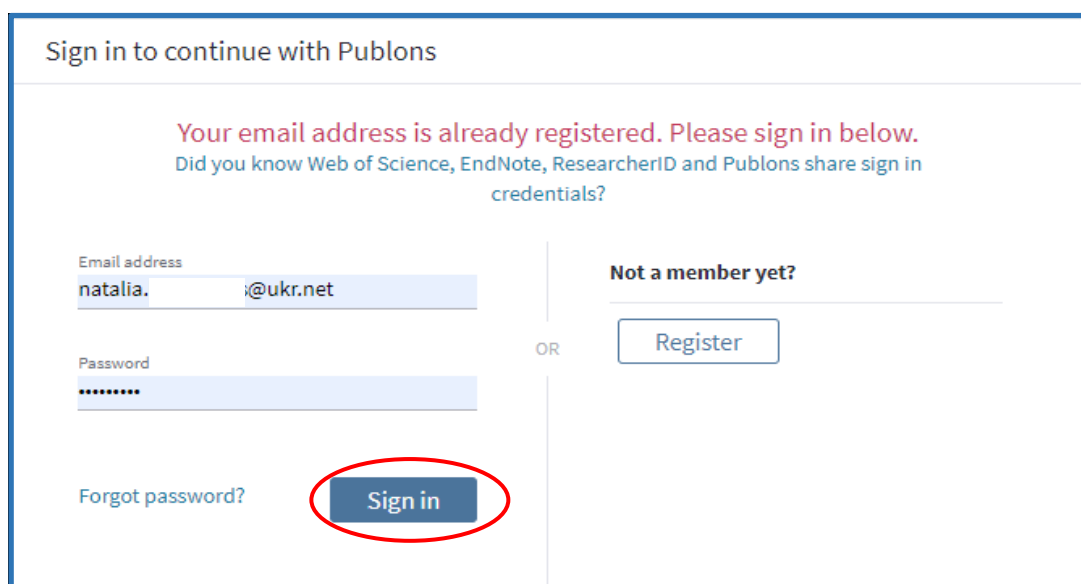 Sign in to continue with Publons
Your email address is already registered. Please sign in below.
Did you know Web of Science, EndNote, ResearcherID and Publons share sign in
credentials?
Email address
natalia. s@ukr.net
Password
•••••••••
Forgot password?
Sign in
OR
Not a member yet?
Register